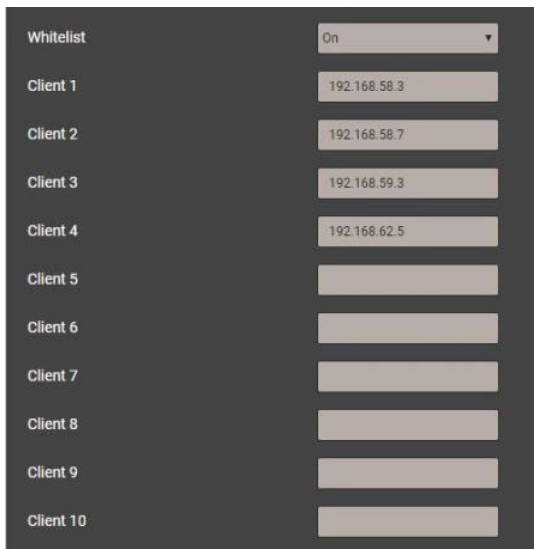 Whitelist On
Client 1 192.168.58.3
Client 2 192.168.58.7
Client 3 192.168.59.3
Client 4 192.168.62.5
Client 5
Client 6
Client 7
Client 8
Client 9
Client 10